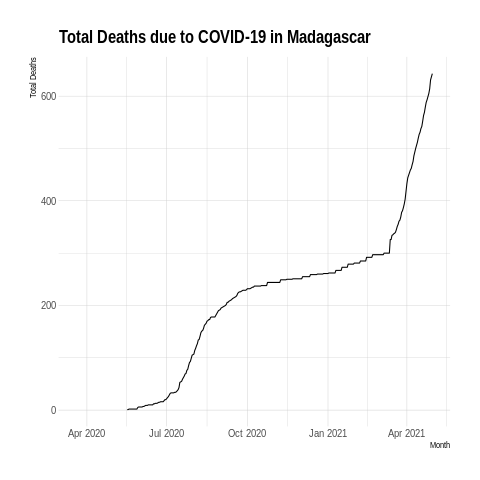 Total Deaths due to COVID-19 in Madagascar
Total Deaths
600
400
200
0
Apr 2020 Jul 2020 Oct 2020 Jan 2021 Apr 2021
Month